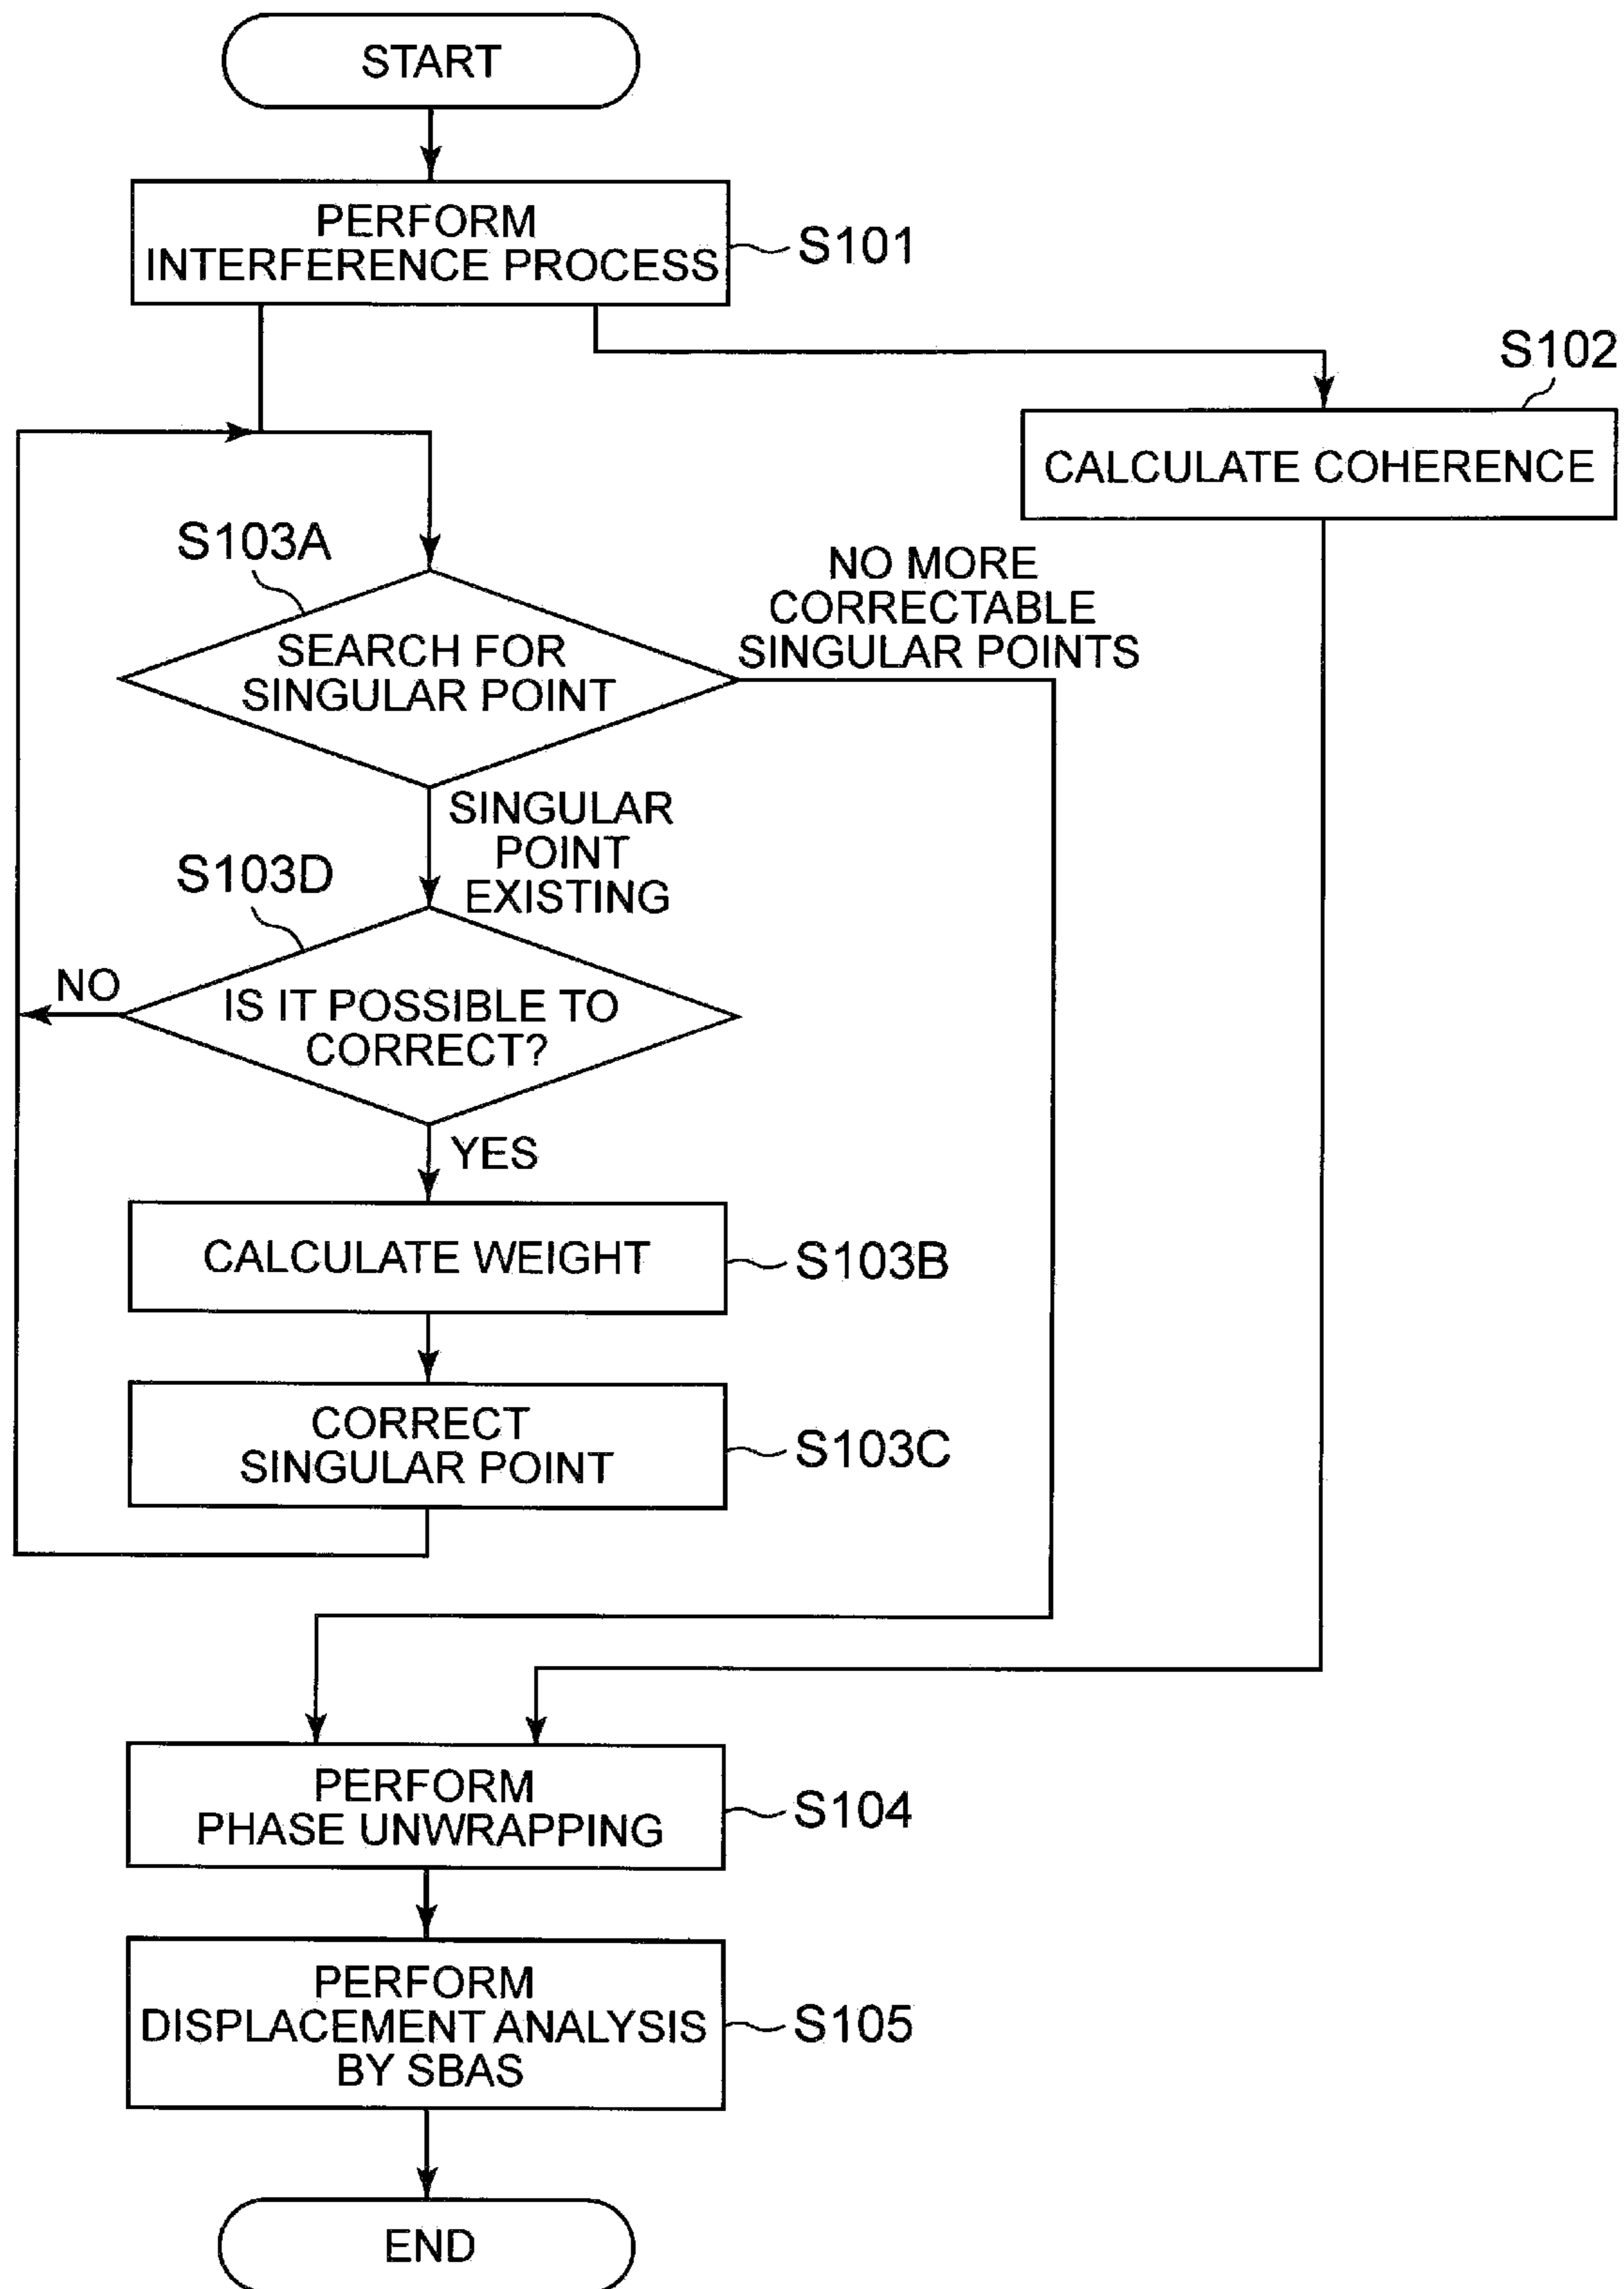 START
PERFORM
INTERFERENCE PROCESS
S101
S102
CALCULATE COHERENCE
S103A
SEARCH FOR
SINGULAR POINT
NO MORE
CORRECTABLE
SINGULAR POINTS
SINGULAR
POINT
EXISTING
S103D
NO
IS IT POSSIBLE TO
CORRECT?
YES
CALCULATE WEIGHT
S103B
CORRECT
SINGULAR POINT
S103C
PERFORM
PHASE UNWRAPPING
S104
PERFORM
DISPLACEMENT ANALYSIS
BY SBAS
S105
END